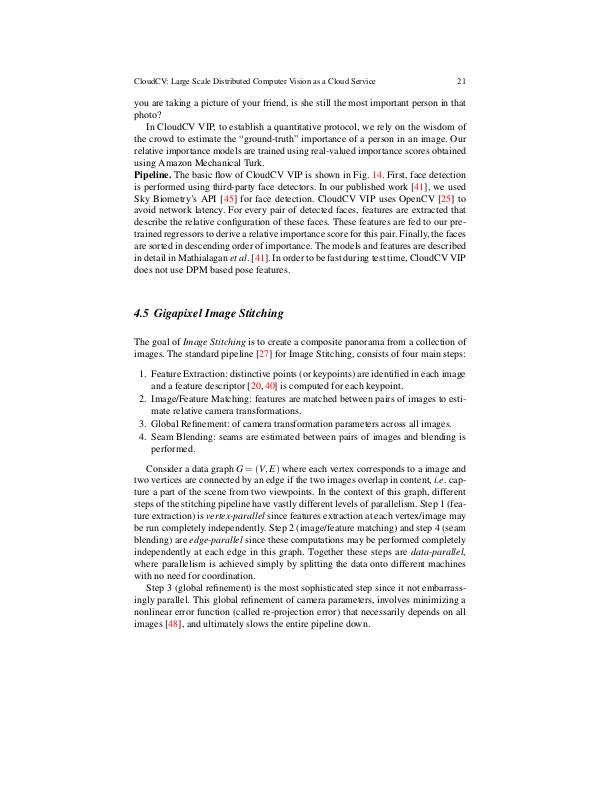 CloudCV: Large Scale Distributed Computer Vision as a Cloud Service 21
you are taking a picture of your friend, is she still the most important person in that
photo?
In CloudCV VIP, to establish a quantitative protocol, we rely on the wisdom of
the crowd to estimate the “ground-truth” importance of a person in an image. Our
relative importance models are trained using real-valued importance scores obtained
using Amazon Mechanical Turk.
Pipeline. The basic flow of CloudCV VIP is shown in Fig. 14. First, face detection
is performed using third-party face detectors. In our published work [41], we used
Sky Biometry's API [45] for face detection. CloudCV VIP uses OpenCV [25] to
avoid network latency. For every pair of detected faces, features are extracted that
describe the relative configuration of these faces. These features are fed to our pre-
trained regressors to derive a relative importance score for this pair. Finally, the faces
are sorted in descending order of importance. The models and features are described
in detail in Mathialagan et al. [41]. In order to be fast during test time, CloudCV VIP
does not use DPM based pose features.
4.5 Gigapixel Image Stitching
The goal of Image Stitching is to create a composite panorama from a collection of
images. The standard pipeline [27] for Image Stitching, consists of four main steps:
1. Feature Extraction: distinctive points (or keypoints) are identified in each image
and a feature descriptor [20, 40] is computed for each keypoint.
2. Image/Feature Matching: features are matched between pairs of images to esti-
mate relative camera transformations.
3. Global Refinement: of camera transformation parameters across all images.
4. Seam Blending: seams are estimated between pairs of images and blending is
performed.
Consider a data graph G = (V,E) where each vertex corresponds to a image and
two vertices are connected by an edge if the two images overlap in content, i.e. cap-
ture a part of the scene from two viewpoints. In the context of this graph, different
steps of the stitching pipeline have vastly different levels of parallelism. Step 1 (fea-
ture extraction) is vertex-parallel since features extraction at each vertex/image may
be run completely independently. Step 2 (image/feature matching) and step 4 (seam
blending) are edge-parallel since these computations may be performed completely
independently at each edge in this graph. Together these steps are data-parallel,
where parallelism is achieved simply by splitting the data onto different machines
with no need for coordination.
Step 3 (global refinement) is the most sophisticated step since it not embarrass-
ingly parallel. This global refinement of camera parameters, involves minimizing a
nonlinear error function (called re-projection error) that necessarily depends on all
images [48], and ultimately slows the entire pipeline down.